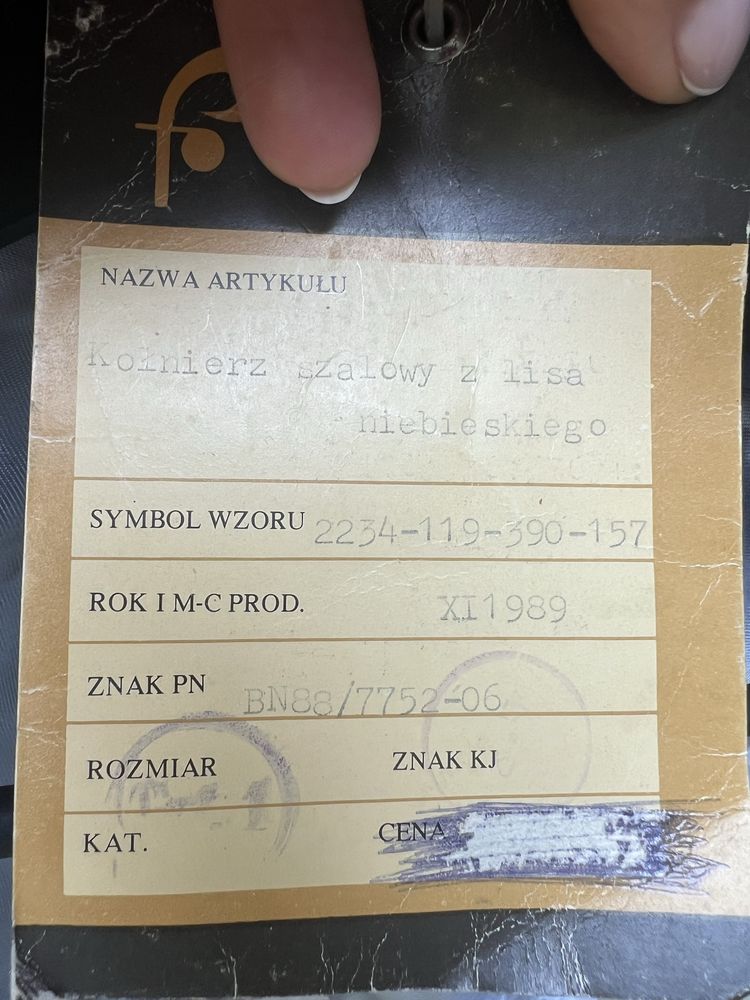 NAZWA ARTYKUŁU
Kołnierz szalowy z lisa
niebieskiego
SYMBOL WZORU 2234-119-390-157
ROK I M-C PROD. XI1989
ZNAK PN BN88/7752-06
ROZMIAR ZNAK KJ
KAT. CENA